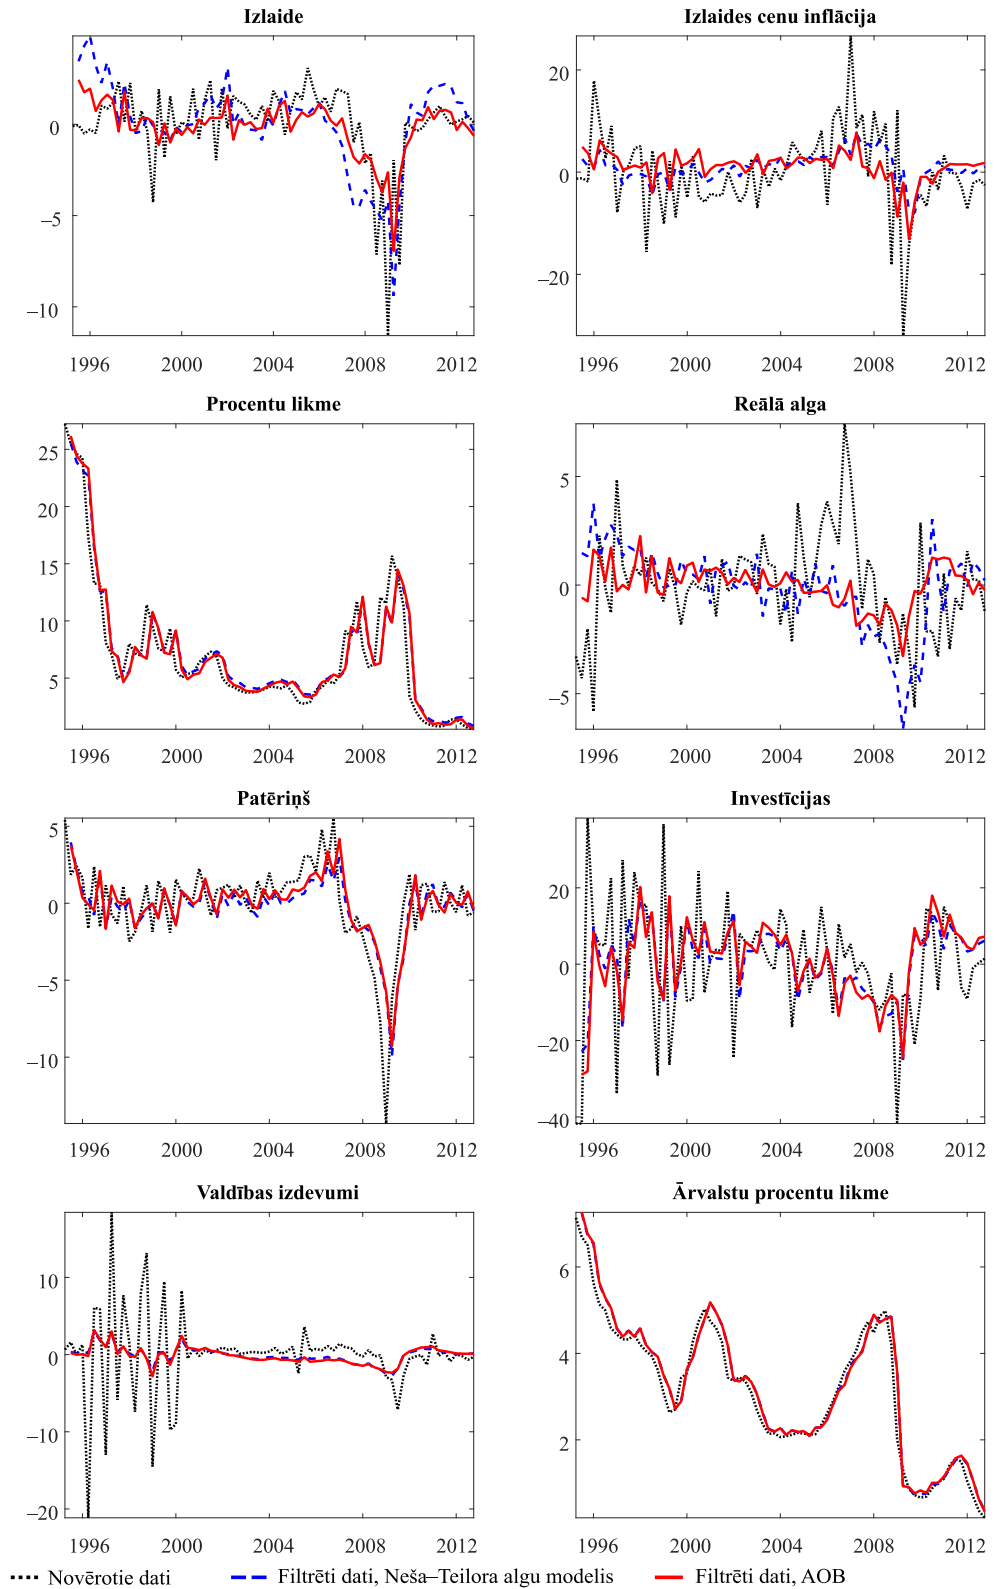 Izlaide
Izlaides cenu inflācija
0
−5
−10
1996 2000 2004 2008 2012
20
0
−20
1996 2000 2004 2008 2012
Procentu likme
Reālā alga
25
20
15
10
5
1996 2000 2004 2008 2012
5
0
−5
1996 2000 2004 2008 2012
Patēriņš
Investīcijas
5
0
−5
−10
1996 2000 2004 2008 2012
20
0
−20
−40
1996 2000 2004 2008 2012
Valdības izdevumi
Ārvalstu procentu likme
10
0
−10
−20
1996 2000 2004 2008 2012
6
4
2
1996 2000 2004 2008 2012
Novērotie dati Filtrēti dati, Neša–Teilora algu modelis Filtrēti dati, AOB